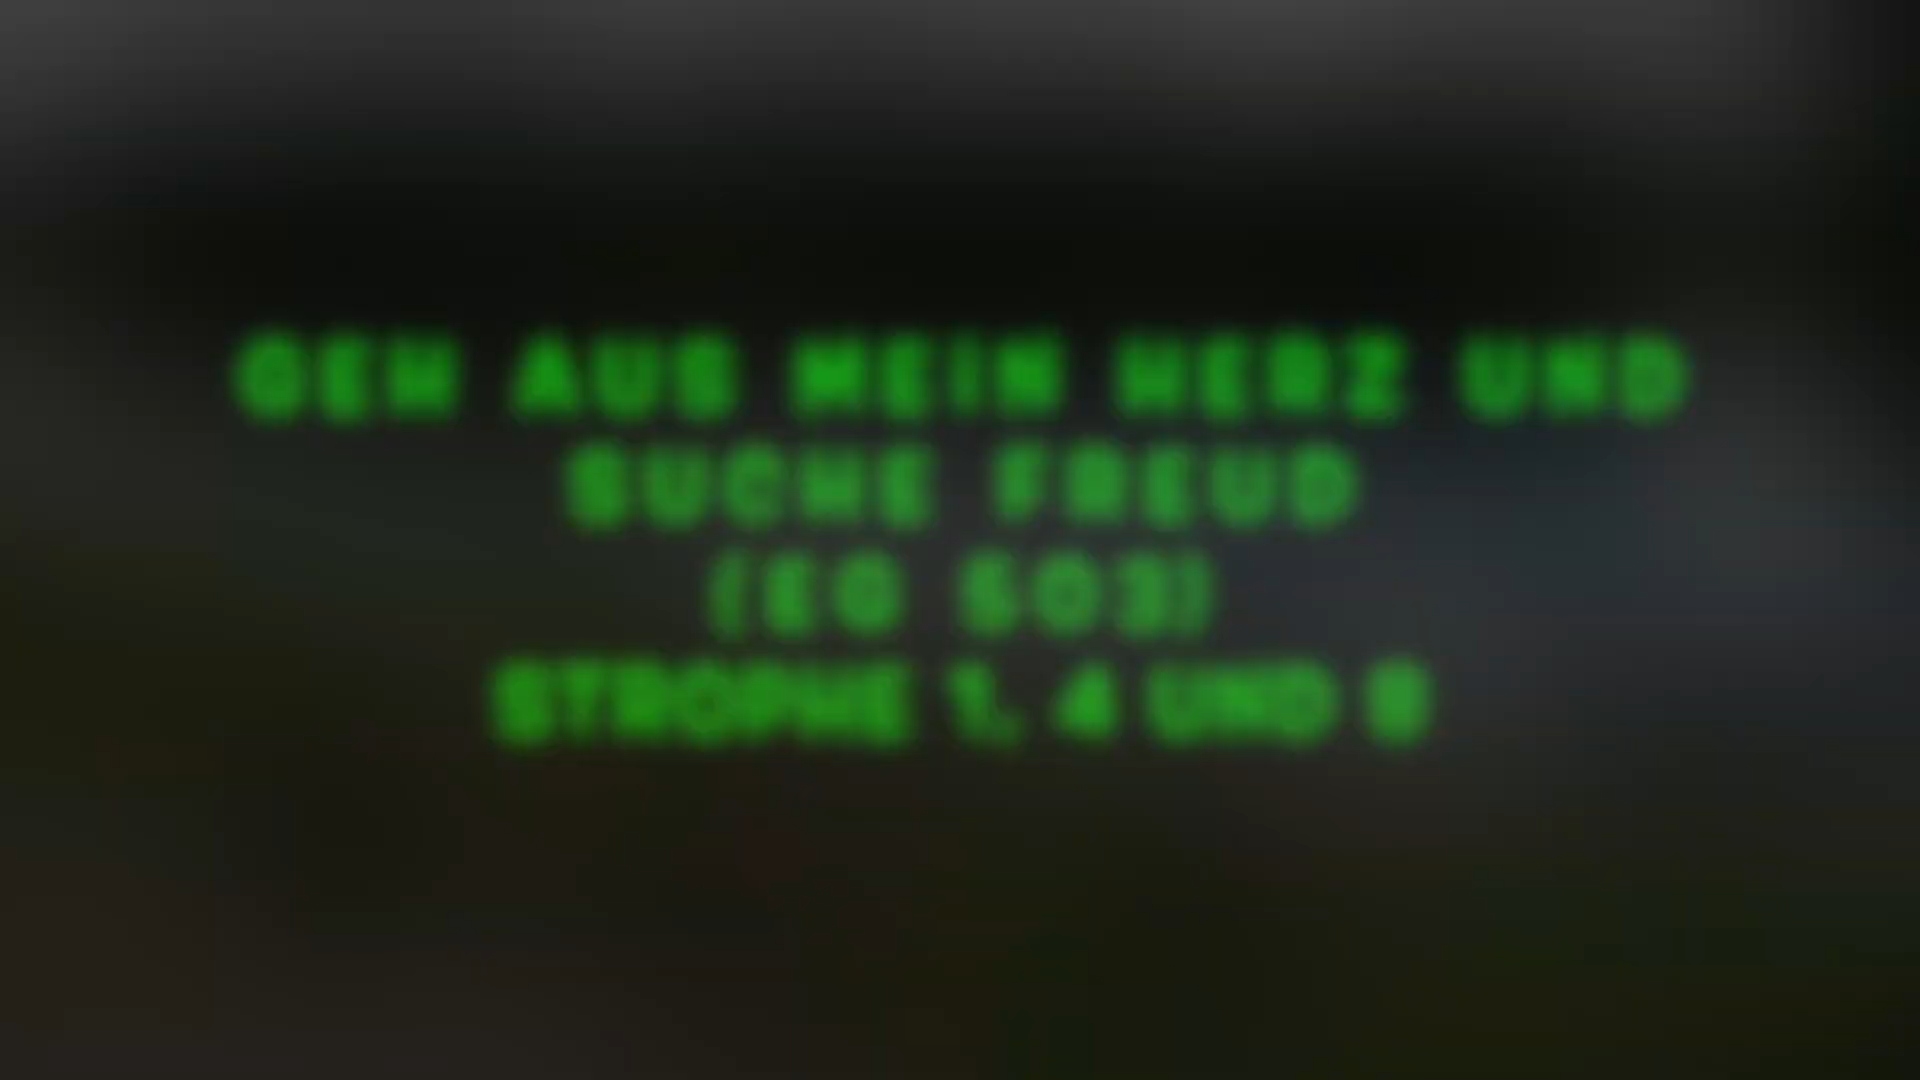 GEH AUS MEIN HERZ UND
SUCHE FREUD
(EG 503)
STROPHE 1, 4 UND